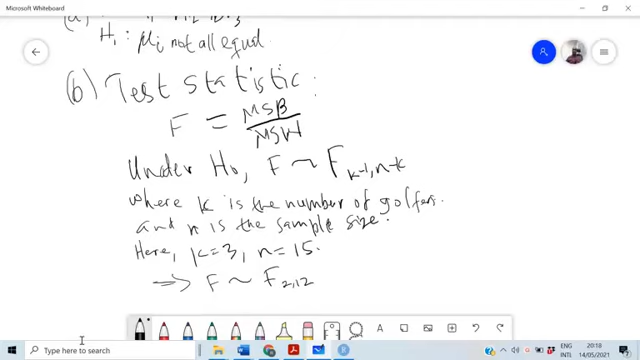 Microsoft Whiteboard
H₁ : μᵢ not all equal
(b) Test statistic :
F = MSB / MSW
Under H₀, F ~ F k-1, n-k
where k is the number of golfers.
and n is the sample size.
Here, k=3, n=15.
⇒ F ~ F 2,12
Type here to search
ENG
INTL
20:18
14/05/2021